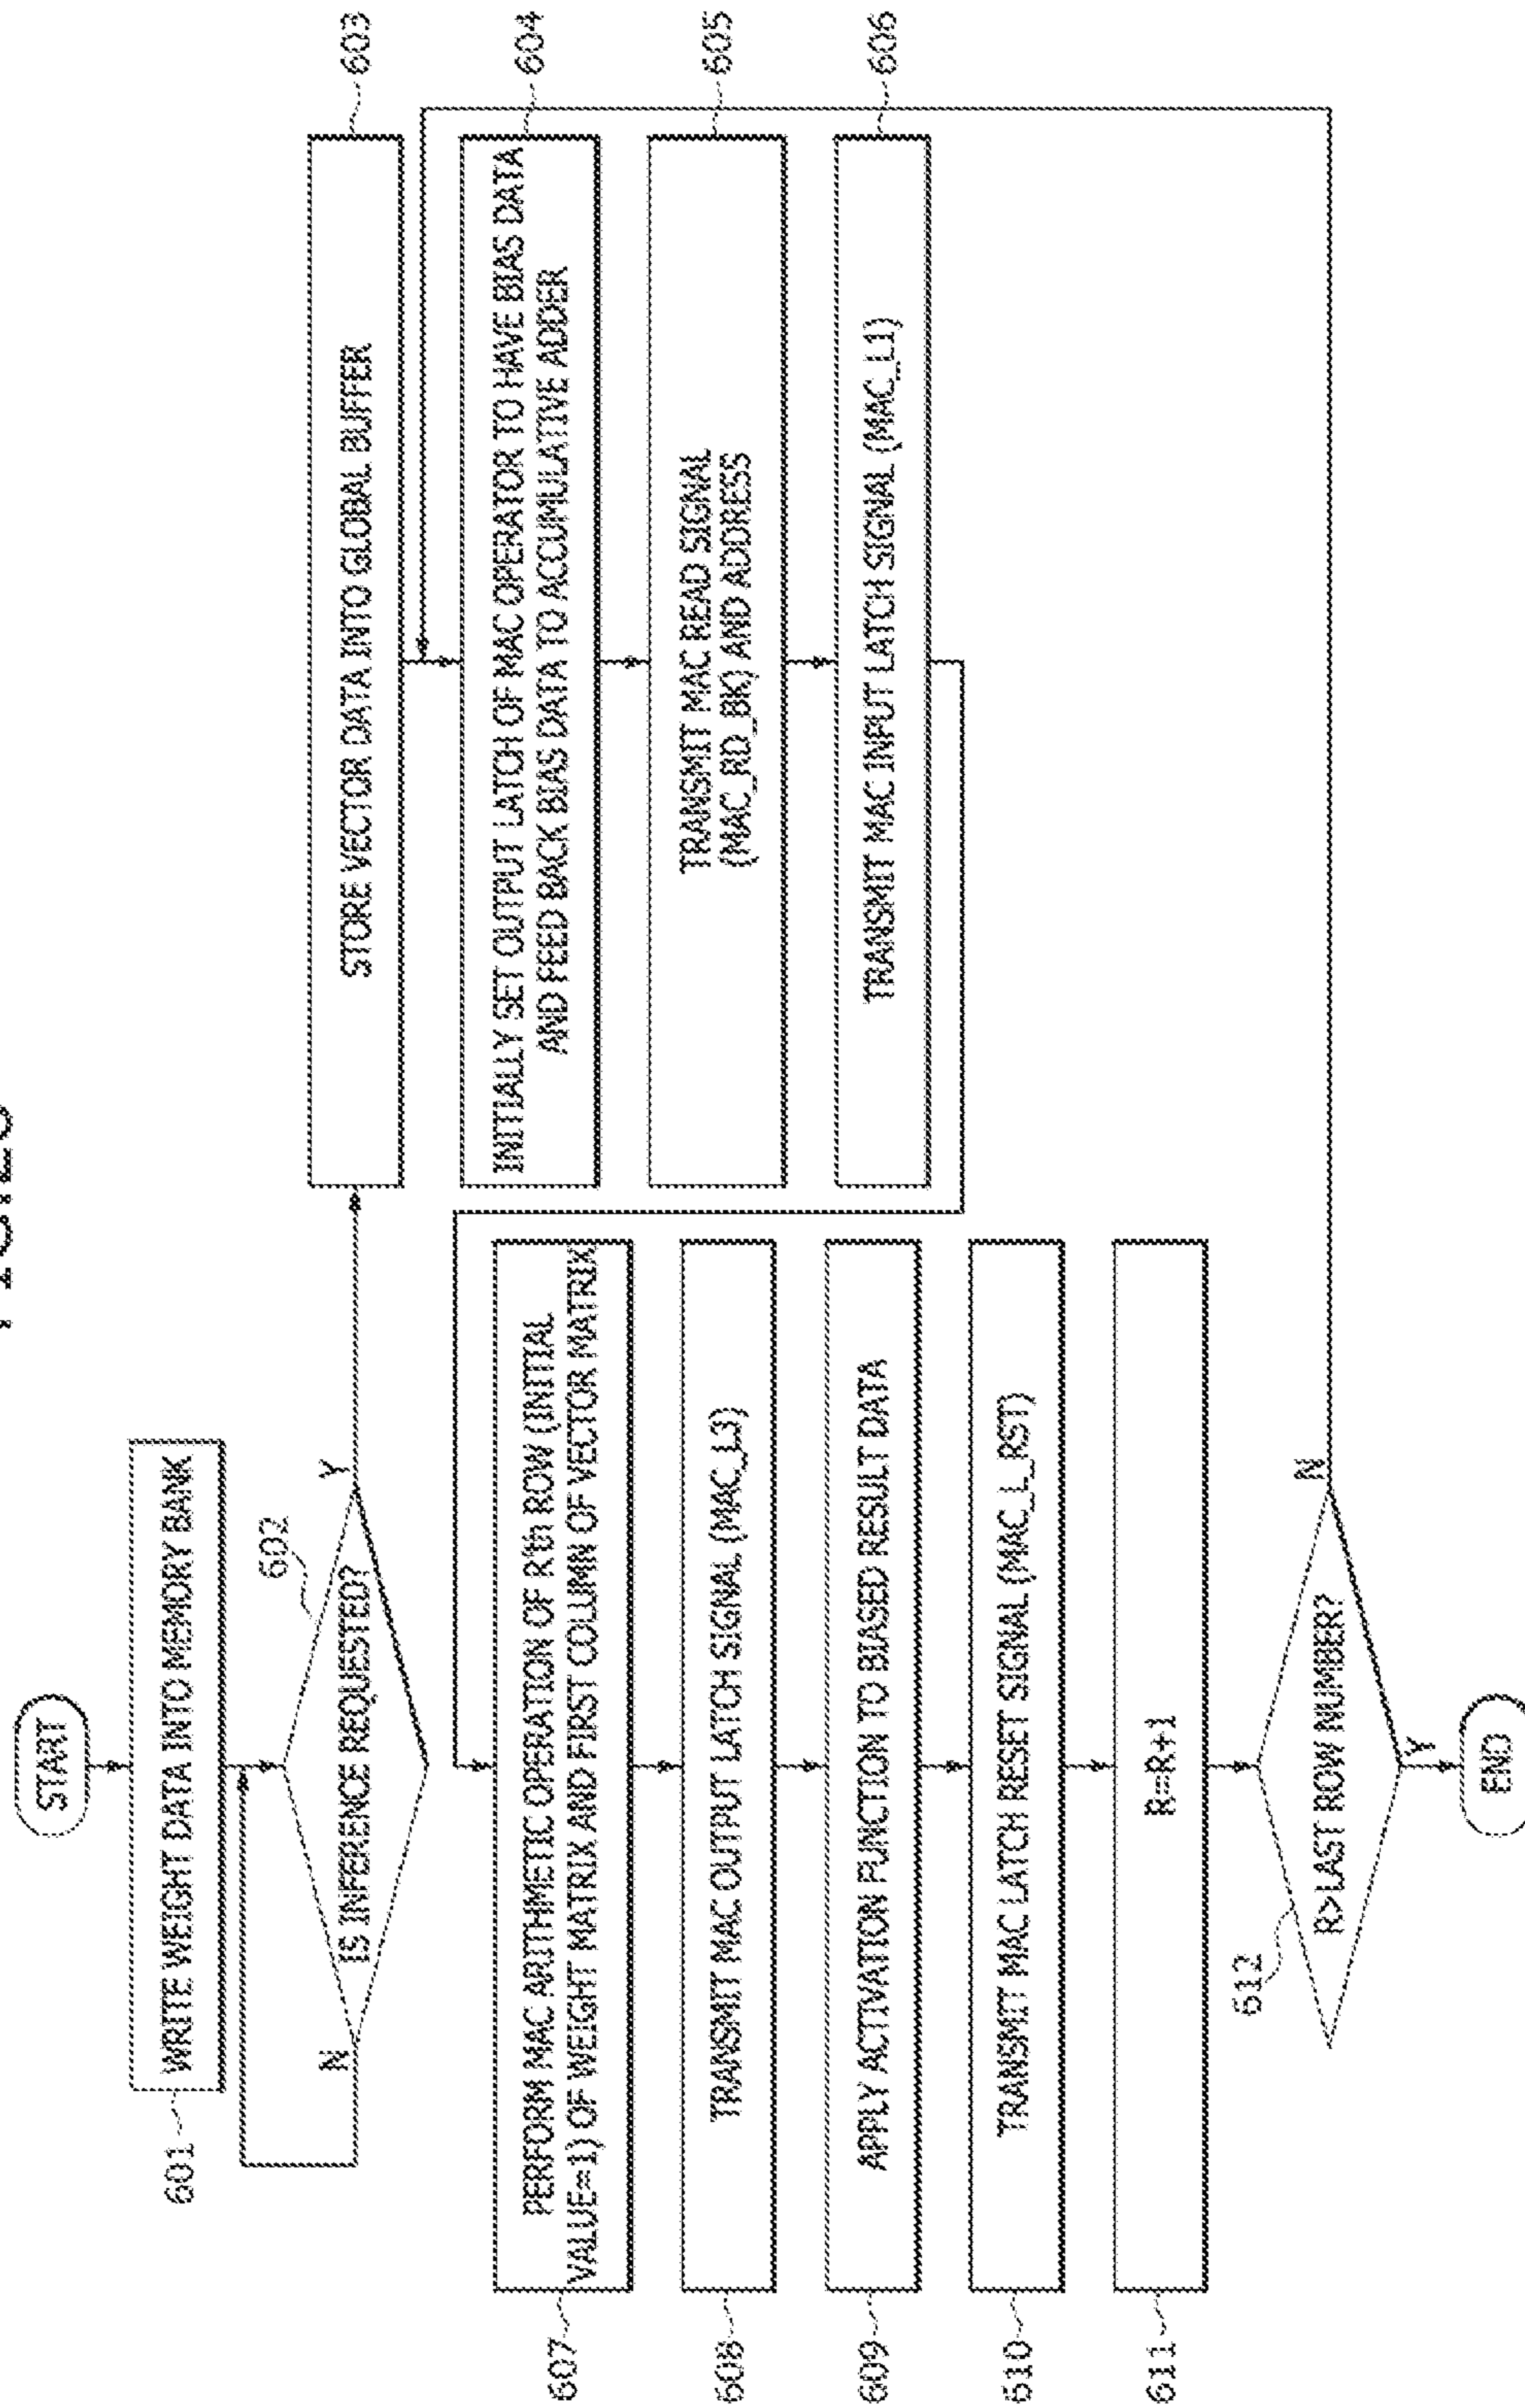 START
601
WRITE WEIGHT DATA INTO MEMORY BANK
602
IS INFERENCE REQUESTED?
N
Y
603
STORE VECTOR DATA INTO GLOBAL BUFFER
604
INITIALLY SET OUTPUT LATCH OF MAC OPERATOR TO HAVE BIAS DATA
AND FEED BACK BIAS DATA TO ACCUMULATIVE ADDER
605
TRANSMIT MAC READ SIGNAL
(MAC_RD_BK) AND ADDRESS
606
TRANSMIT MAC INPUT LATCH SIGNAL (MAC_L1)
607
PERFORM MAC ARITHMETIC OPERATION OF R'th ROW (INITIAL
VALUE=1) OF WEIGHT MATRIX AND FIRST COLUMN OF VECTOR MATRIX
608
TRANSMIT MAC OUTPUT LATCH SIGNAL (MAC_L3)
609
APPLY ACTIVATION FUNCTION TO BIASED RESULT DATA
610
TRANSMIT MAC LATCH RESET SIGNAL (MAC_L_RST)
611
R=R+1
612
R>LAST ROW NUMBER?
N
Y
END